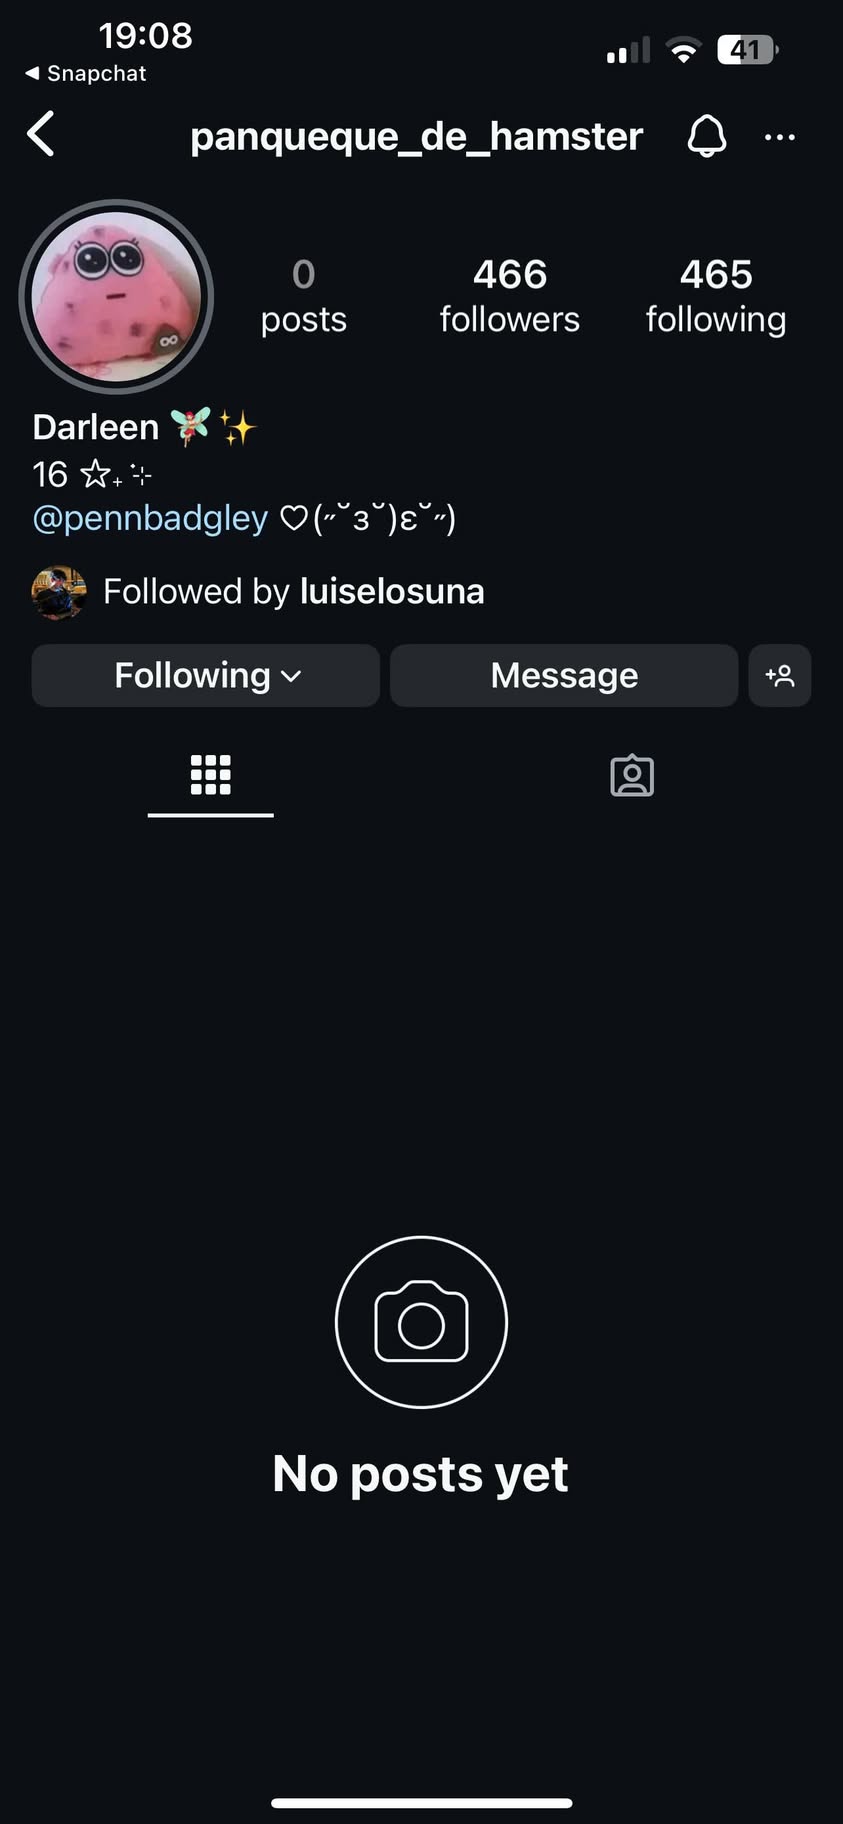 19:08
41
◀ Snapchat
panqueque_de_hamster
0 466 465
posts followers following
Darleen 🧚🏻‍♀️✨
16 ☆₊ ⊹
@pennbadgley ♡(˶˘ з˘)ε˘˶)
Followed by luiselosuna
Following Message
No posts yet